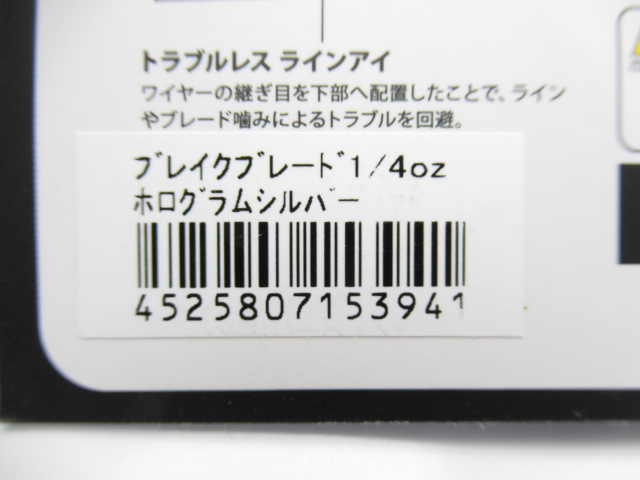 トラブルレス ラインアイ
ワイヤーの継ぎ目を下部へ配置したことで、ライン
やブレード噛みによるトラブルを回避。
ブレイクブレード1/4oz
ホログラムシルバー
4525807153941